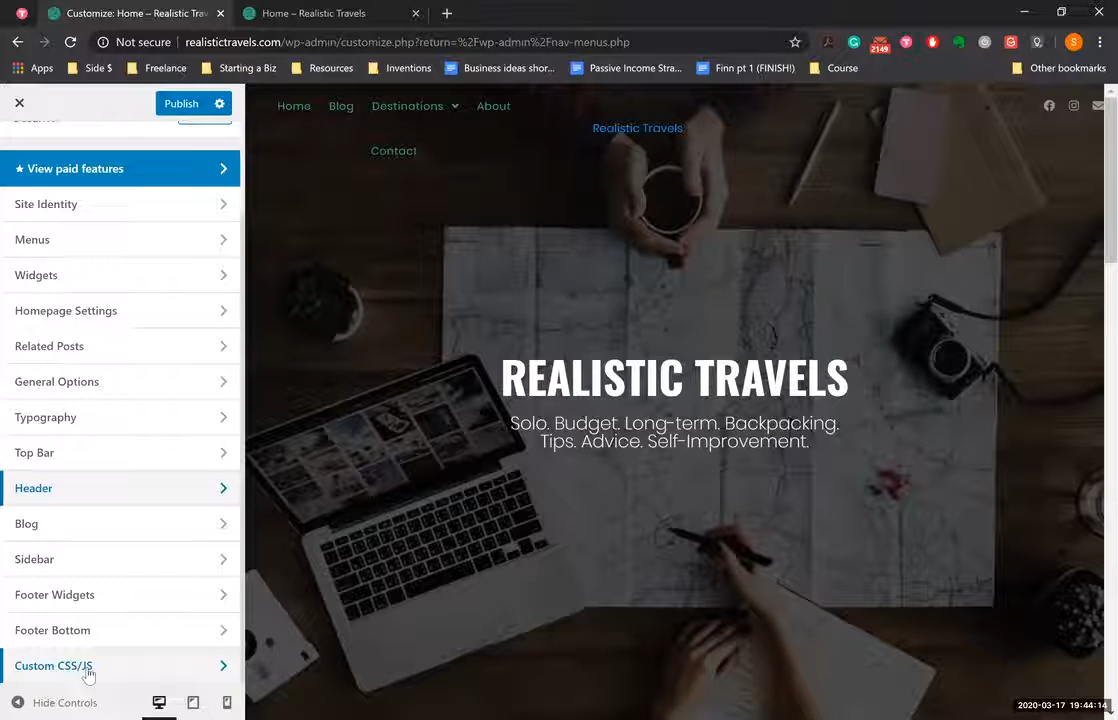 Customize: Home – Realistic Trav
Home – Realistic Travels
Not secure
realistictravels.com/wp-admin/customize.php?return=%2Fwp-admin%2Fnav-menus.php
2149
S
Apps
Side $
Freelance
Starting a Biz
Resources
Inventions
Business ideas shor...
Passive Income Stra...
Finn pt 1 (FINISH!)
Course
Other bookmarks
Publish
Home
Blog
Destinations
About
Realistic Travels
Contact
View paid features
Site Identity
Menus
Widgets
Homepage Settings
Related Posts
General Options
Typography
Top Bar
Header
Blog
Sidebar
Footer Widgets
Footer Bottom
Custom CSS/JS
Hide Controls
REALISTIC TRAVELS
Solo. Budget. Long-term. Backpacking.
Tips. Advice. Self-Improvement.
2020-03-17 19:44:14